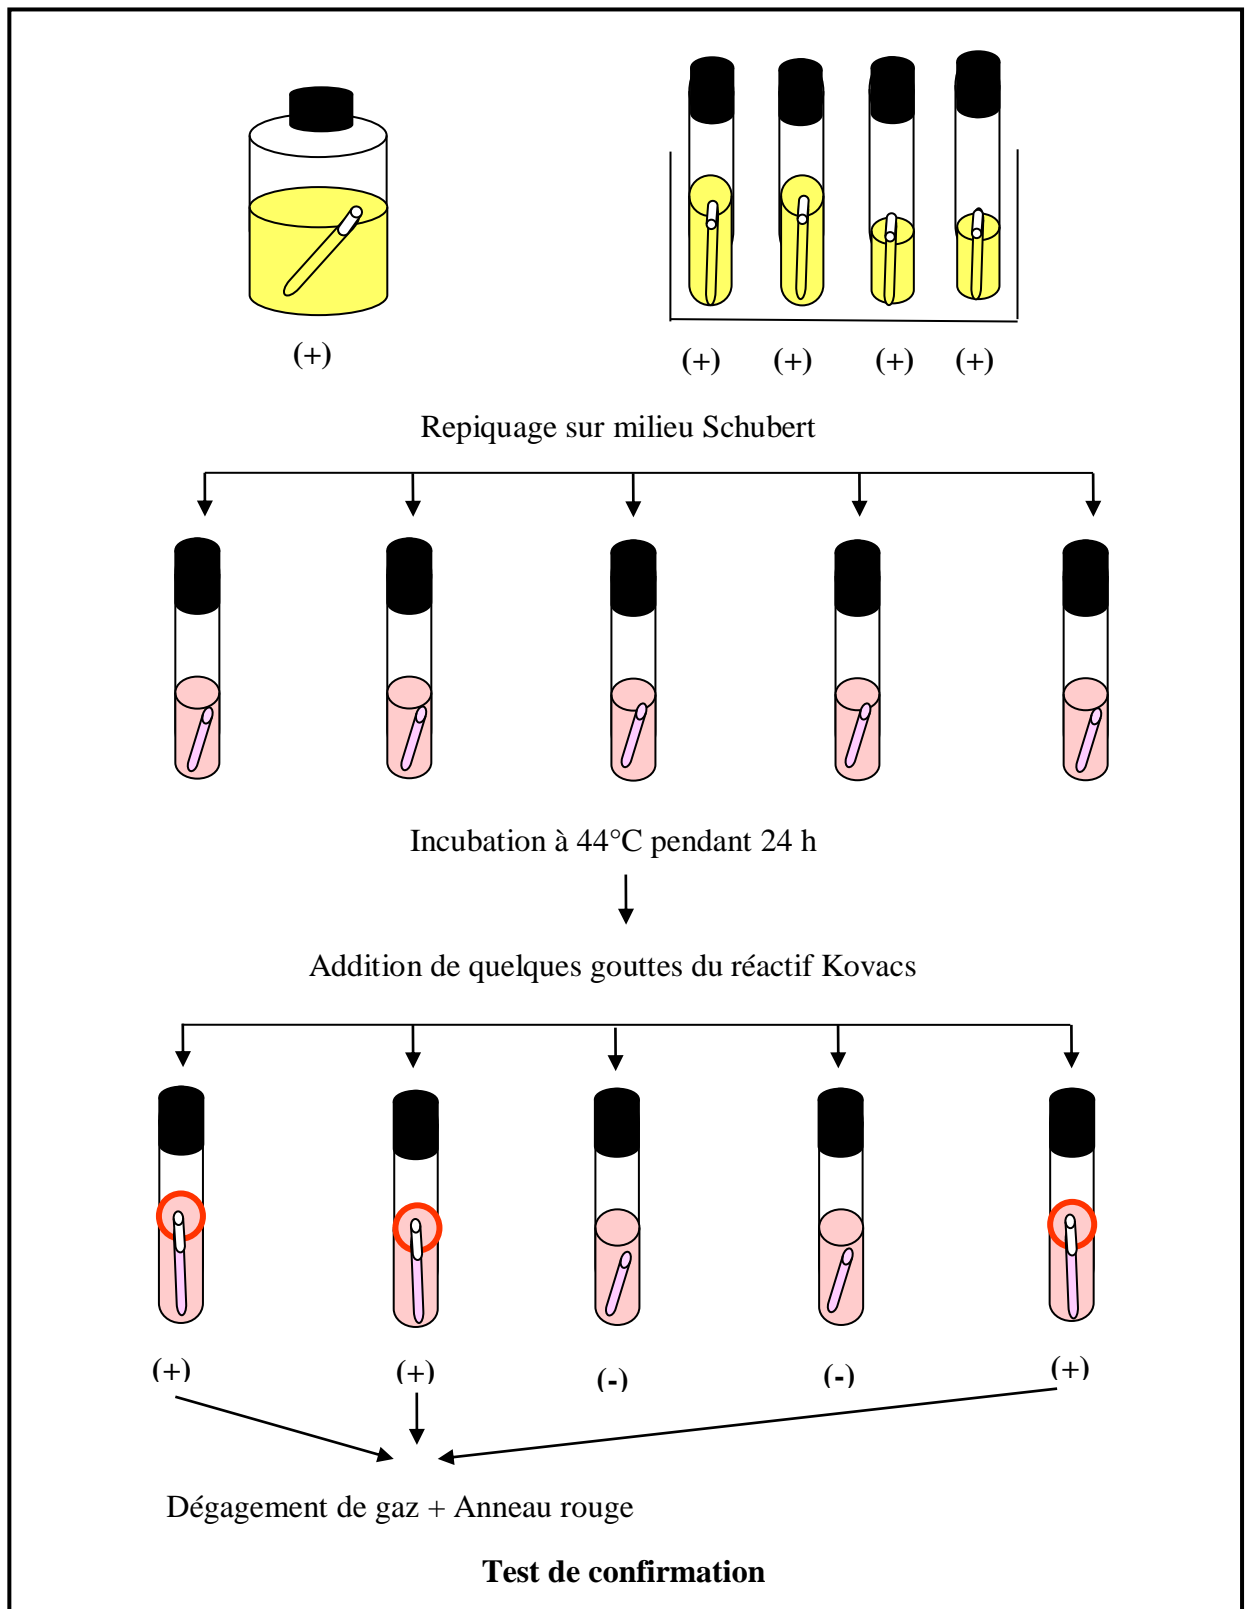 (+)
(+) (+) (+) (+)
Repiquage sur milieu Schubert
Incubation à 44°C pendant 24 h
Addition de quelques gouttes du réactif Kovacs
(+) (+) (-) (-) (+)
Dégagement de gaz + Anneau rouge
Test de confirmation